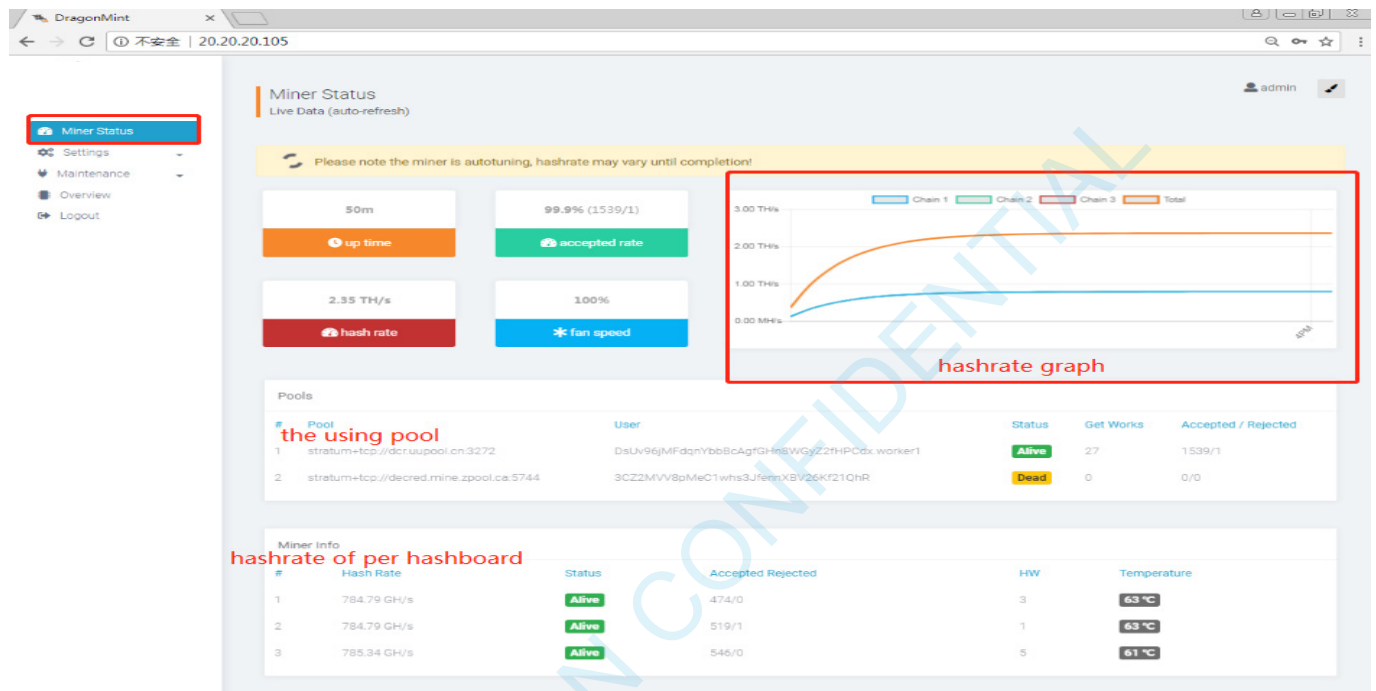 DragonMint
不安全 | 20.20.20.105
Miner Status
Live Data (auto-refresh)
admin
Miner Status
Settings
Maintenance
Overview
Logout
Please note the miner is autotuning, hashrate may vary until completion!
50m
up time
99.9% (1539/1)
accepted rate
2.35 TH/s
hash rate
100%
fan speed
Chain 1 Chain 2 Chain 3 Total
3.00 TH/s
2.00 TH/s
1.00 TH/s
0.00 MH/s
4PM
hashrate graph
Pools
# Pool User Status Get Works Accepted / Rejected
the using pool
1 stratum+tcp://dcr.uupool.cn:3272 Alive 27 1539/1
2 stratum+tcp://decred.mine.zpool.ca:5744 Dead 0 0/0
Miner Info
hashrate of per hashboard
# Hash Rate Status Accepted Rejected HW Temperature
1 784.79 GH/s Alive 474/0 3 63 °C
2 784.79 GH/s Alive 519/1 1 63 °C
3 785.34 GH/s Alive 546/0 5 61 °C
N CONFIDENTIAL